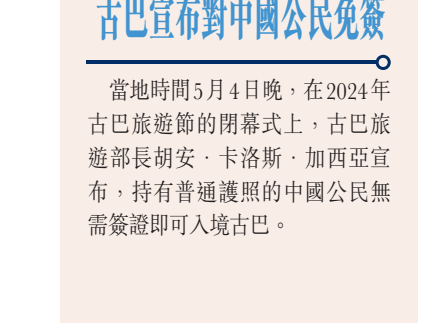 古巴宣布對中國公民免簽
當地時間5月4日晚，在2024年
古巴旅遊節的閉幕式上，古巴旅
遊部長胡安·卡洛斯·加西亞宣
布，持有普通護照的中國公民無
需簽證即可入境古巴。